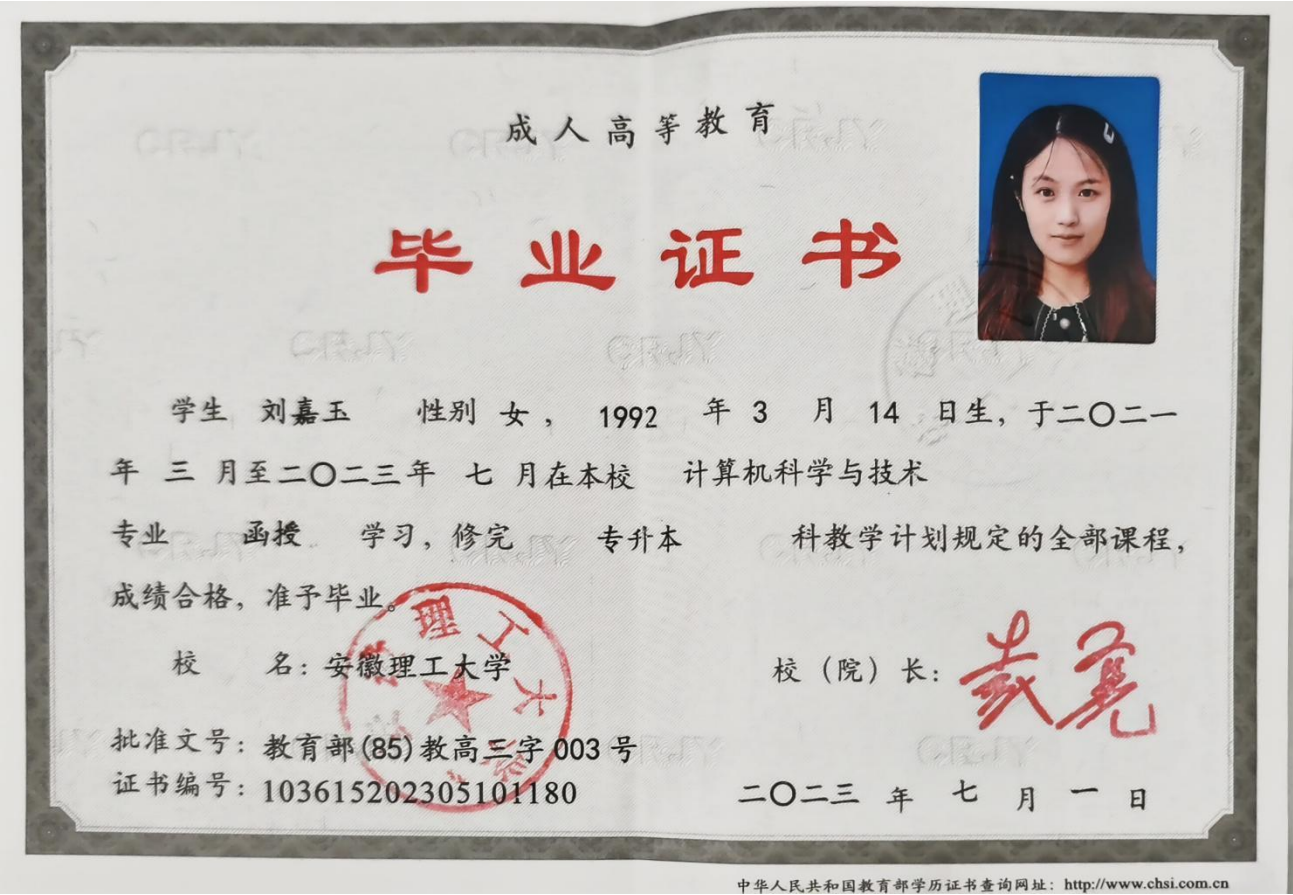 成人高等教育
毕业证书
学生 刘嘉玉 性别 女， 1992 年 3 月 14 日生，于二〇二一
年 三 月至二〇二三年 七 月在本校 计算机科学与技术
专业 函授 学习，修完 专升本 科教学计划规定的全部课程，
成绩合格，准予毕业。
校 名：安徽理工大学
校（院）长：
批准文号：教育部(85)教高三字003号
证书编号：103615202305101180
二〇二三 年 七 月 一 日
中华人民共和国教育部学历证书查询网址：http://www.chsi.com.cn